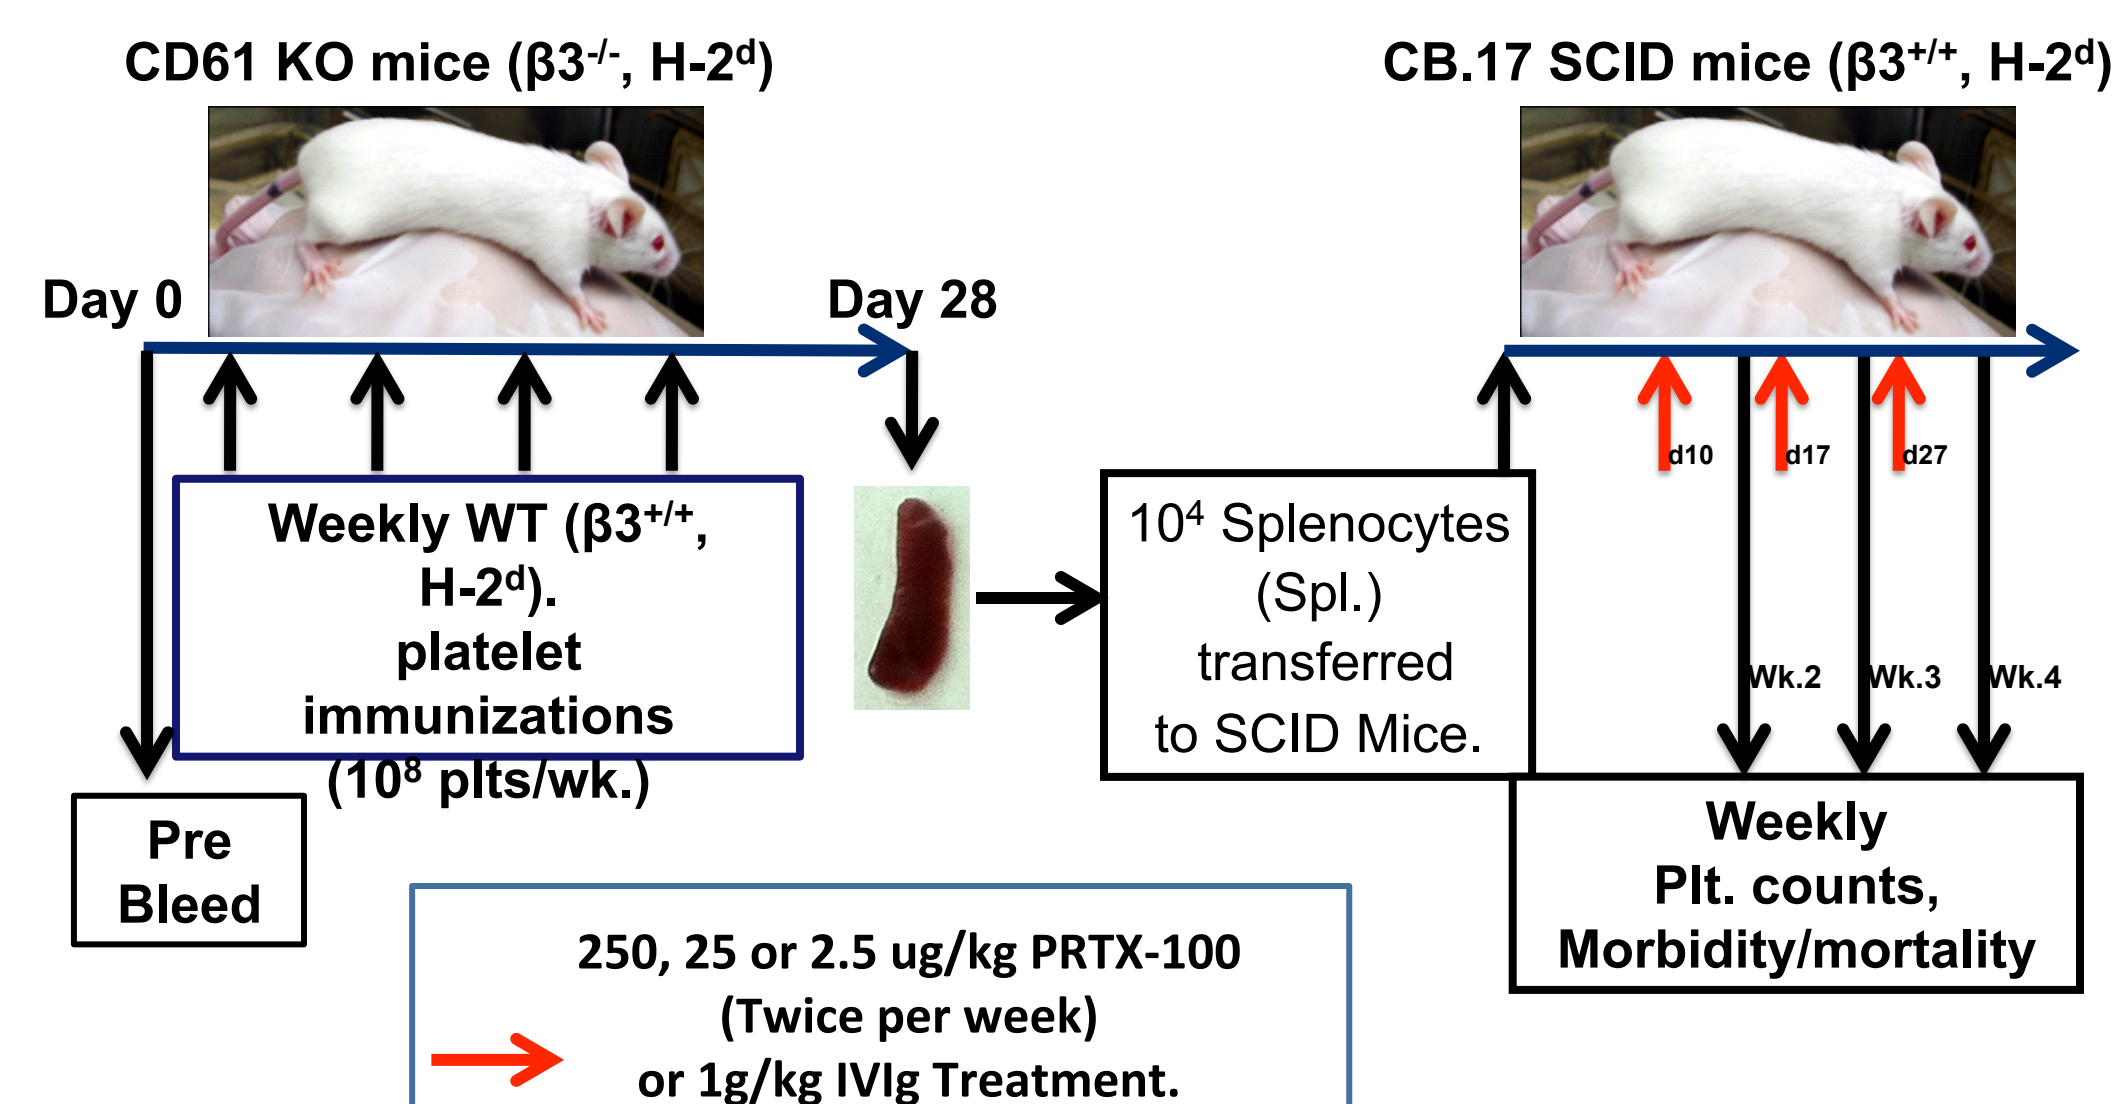 CD61 KO mice (β3-/-, H-2d)
CB.17 SCID mice (β3+/+, H-2d)
Day 0
Day 28
d10
d17
d27
Weekly WT (β3+/+,
H-2d).
platelet
immunizations
(10⁸ plts/wk.)
10⁴ Splenocytes
(Spl.)
transferred
to SCID Mice.
Wk.2
Wk.3
Wk.4
Pre
Bleed
Weekly
Plt. counts,
Morbidity/mortality
250, 25 or 2.5 ug/kg PRTX-100
(Twice per week)
or 1g/kg IVIg Treatment.